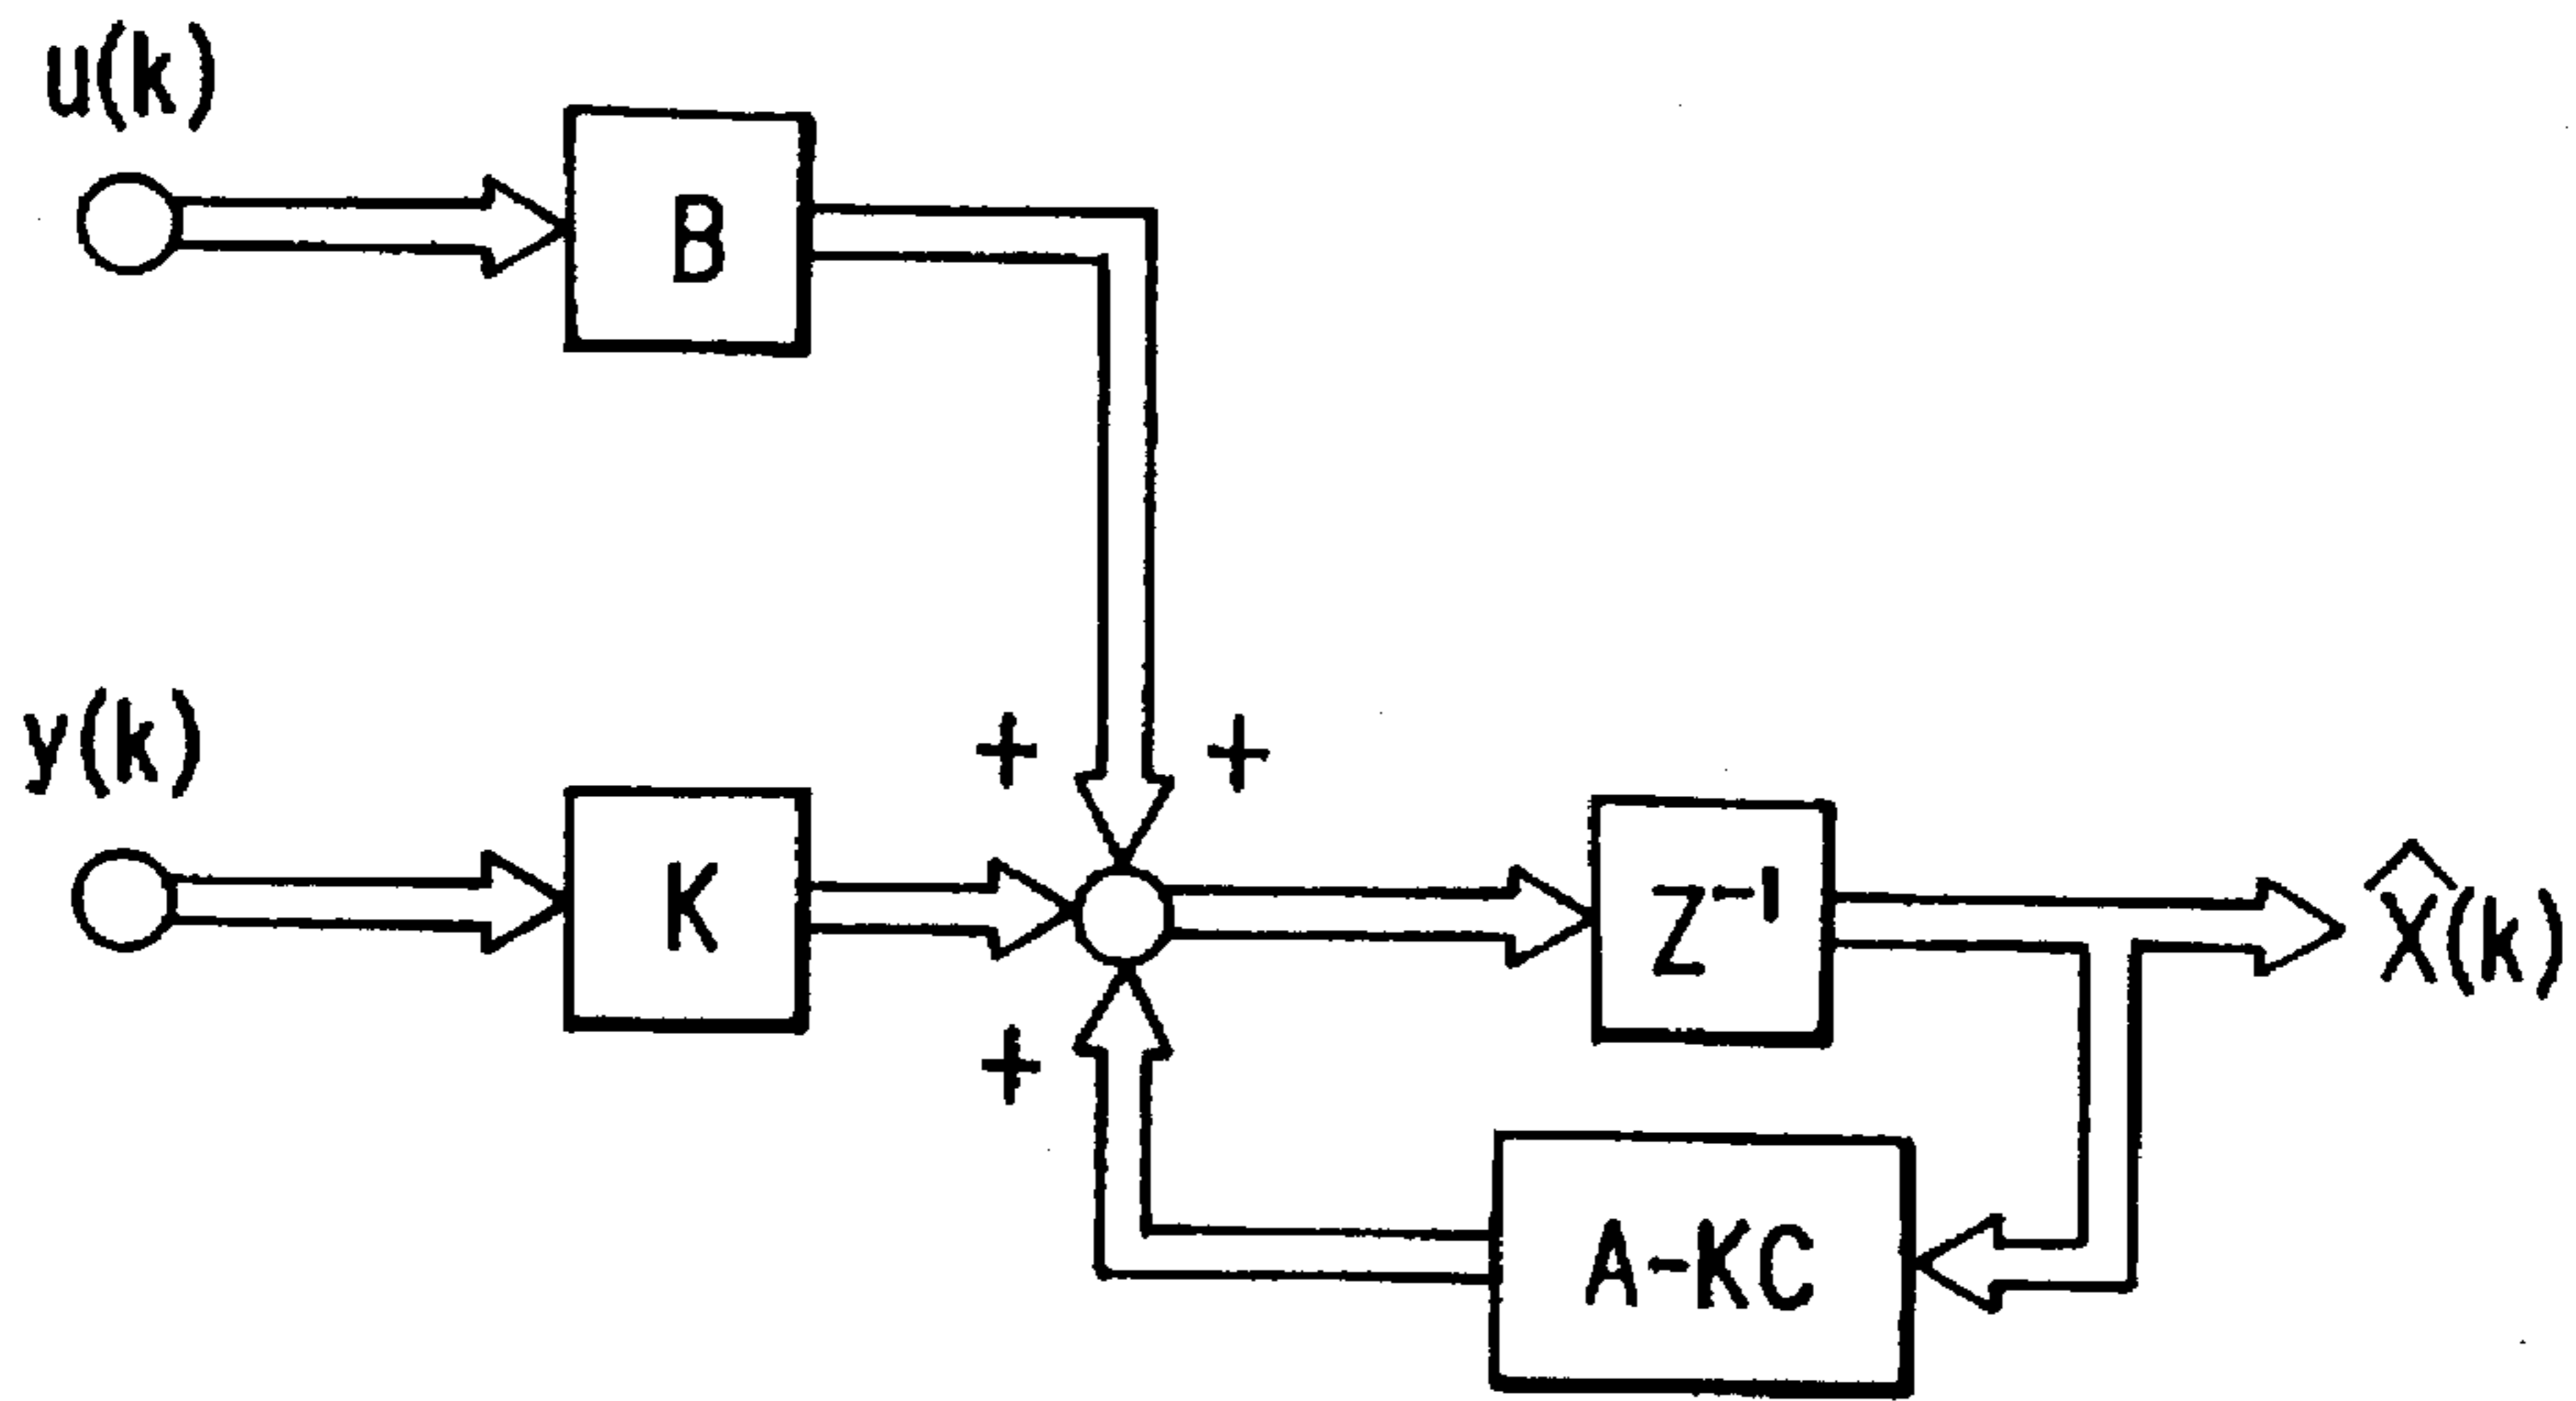 u(k)
B
y(k)
+ +
K
Z⁻¹
X̂(k)
+
A-KC